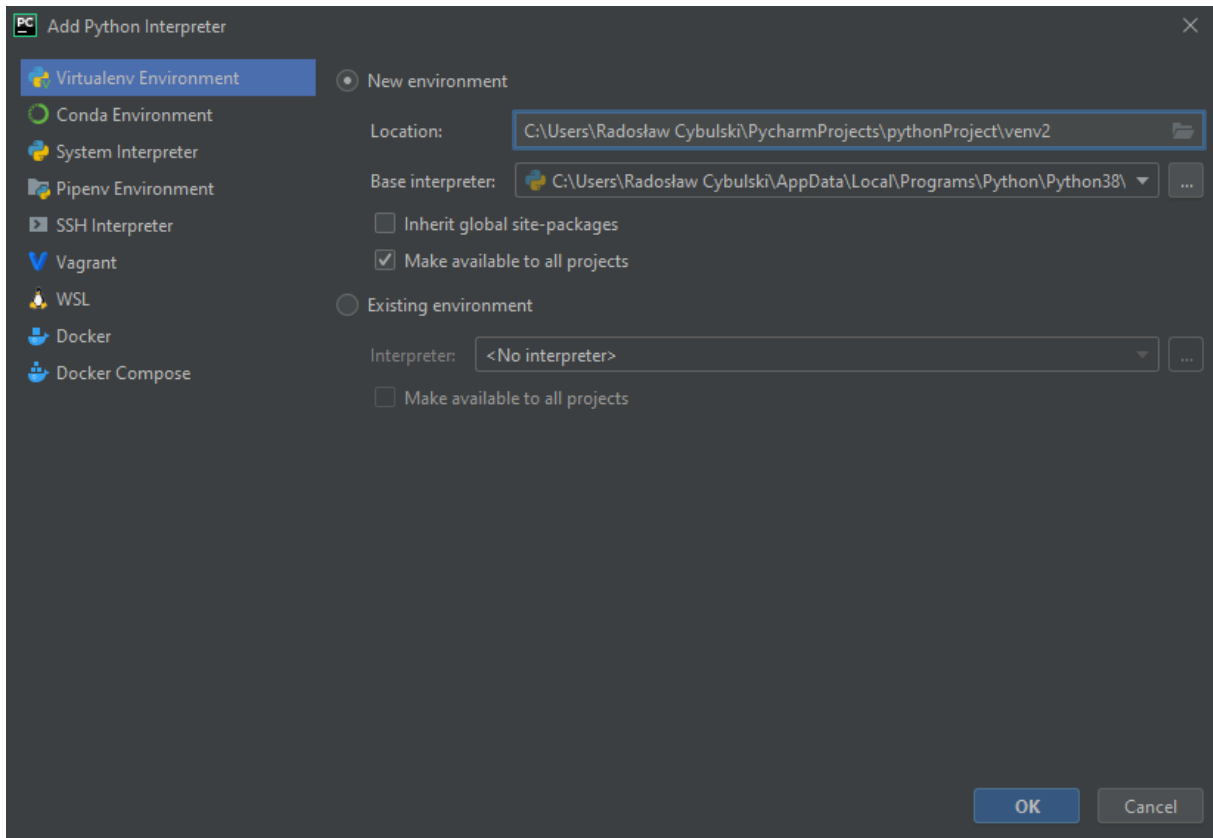 PC Add Python Interpreter
Virtualenv Environment
Conda Environment
System Interpreter
Pipenv Environment
SSH Interpreter
Vagrant
WSL
Docker
Docker Compose
New environment
Location: C:\Users\Radosław Cybulski\PycharmProjects\pythonProject\venv2
Base interpreter: C:\Users\Radosław Cybulski\AppData\Local\Programs\Python\Python38\ ...
Inherit global site-packages
Make available to all projects
Existing environment
Interpreter: <No interpreter> ...
Make available to all projects
OK Cancel